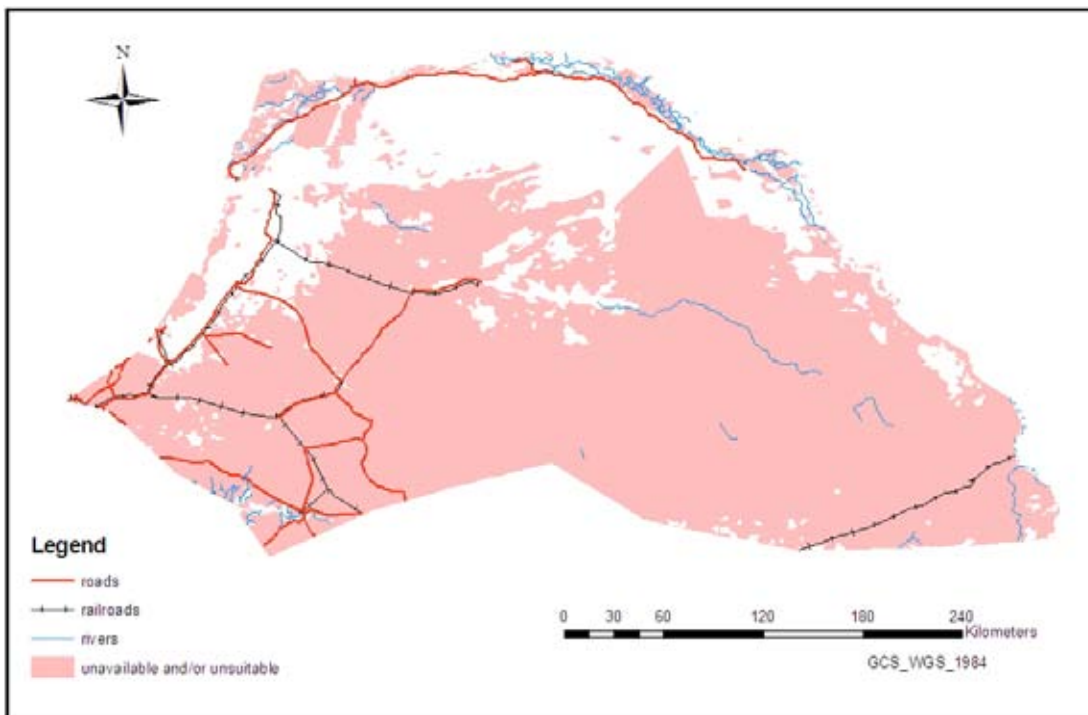 N
Legend
roads
railroads
rivers
unavailable and/or unsuitable
0 30 60 120 180 240
Kilometers
GCS_WGS_1984